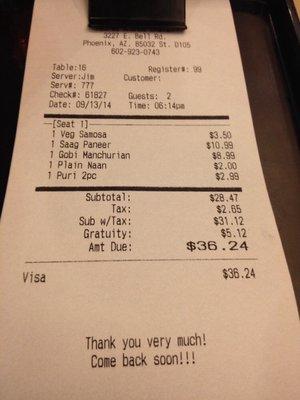 3227 E. Bell Rd.
Phoenix, AZ. 85032 St. D105
602-923-0743
Table:16 Register#: 99
Server:Jim Customer:
Serv#: 777
Check#: 61827 Guests: 2
Date: 09/13/14 Time: 06:14pm
[Seat 1]
1 Veg Samosa $3.50
1 Saag Paneer $10.99
1 Gobi Manchurian $8.99
1 Plain Naan $2.00
1 Puri 2pc $2.99
Subtotal: $28.47
Tax: $2.65
Sub w/Tax: $31.12
Gratuity: $5.12
Amt Due: $36.24
Visa $36.24
Thank you very much!
Come back soon!!!